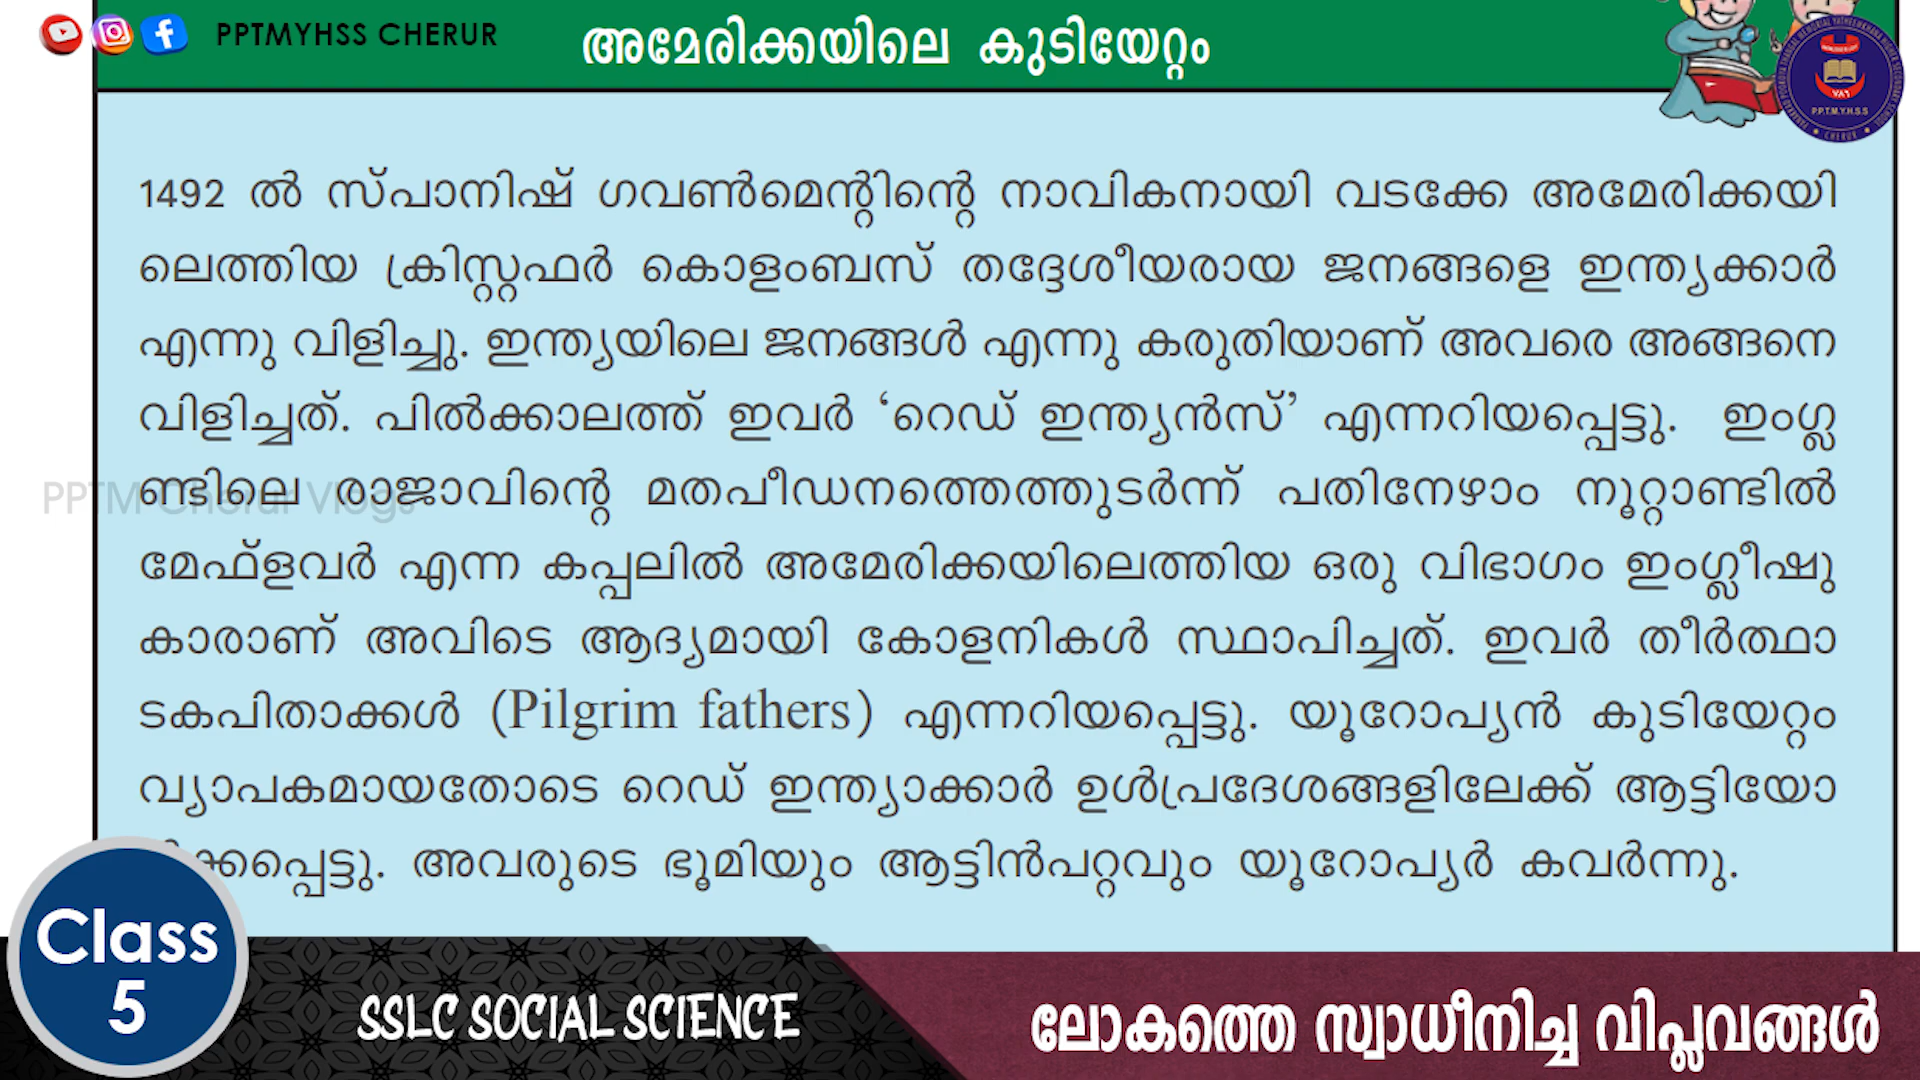 PPTMYHSS CHERUR
അമേരിക്കയിലെ കുടിയേറ്റം
P.P.T.M.Y.H.S.S
CHERUR
1492 ൽ സ്പാനിഷ് ഗവൺമെന്റിന്റെ നാവികനായി വടക്കേ അമേരിക്കയി
ലെത്തിയ ക്രിസ്റ്റഫർ കൊളംബസ് തദ്ദേശീയരായ ജനങ്ങളെ ഇന്ത്യക്കാർ
എന്നു വിളിച്ചു. ഇന്ത്യയിലെ ജനങ്ങൾ എന്നു കരുതിയാണ് അവരെ അങ്ങനെ
വിളിച്ചത്. പിൽക്കാലത്ത് ഇവർ ‘റെഡ് ഇന്ത്യൻസ്’ എന്നറിയപ്പെട്ടു. ഇംഗ്ല
ണ്ടിലെ രാജാവിന്റെ മതപീഡനത്തെത്തുടർന്ന് പതിനേഴാം നൂറ്റാണ്ടിൽ
മേഫ്ളവർ എന്ന കപ്പലിൽ അമേരിക്കയിലെത്തിയ ഒരു വിഭാഗം ഇംഗ്ലീഷു
കാരാണ് അവിടെ ആദ്യമായി കോളനികൾ സ്ഥാപിച്ചത്. ഇവർ തീർത്ഥാ
ടകപിതാക്കൾ (Pilgrim fathers) എന്നറിയപ്പെട്ടു. യൂറോപ്യൻ കുടിയേറ്റം
വ്യാപകമായതോടെ റെഡ് ഇന്ത്യാക്കാർ ഉൾപ്രദേശങ്ങളിലേക്ക് ആട്ടിയോ
ക്കപ്പെട്ടു. അവരുടെ ഭൂമിയും ആട്ടിൻപറ്റവും യൂറോപ്യർ കവർന്നു.
PPTM Cherur Vlogs
Class
5
SSLC SOCIAL SCIENCE
ലോകത്തെ സ്വാധീനിച്ച വിപ്ലവങ്ങൾ